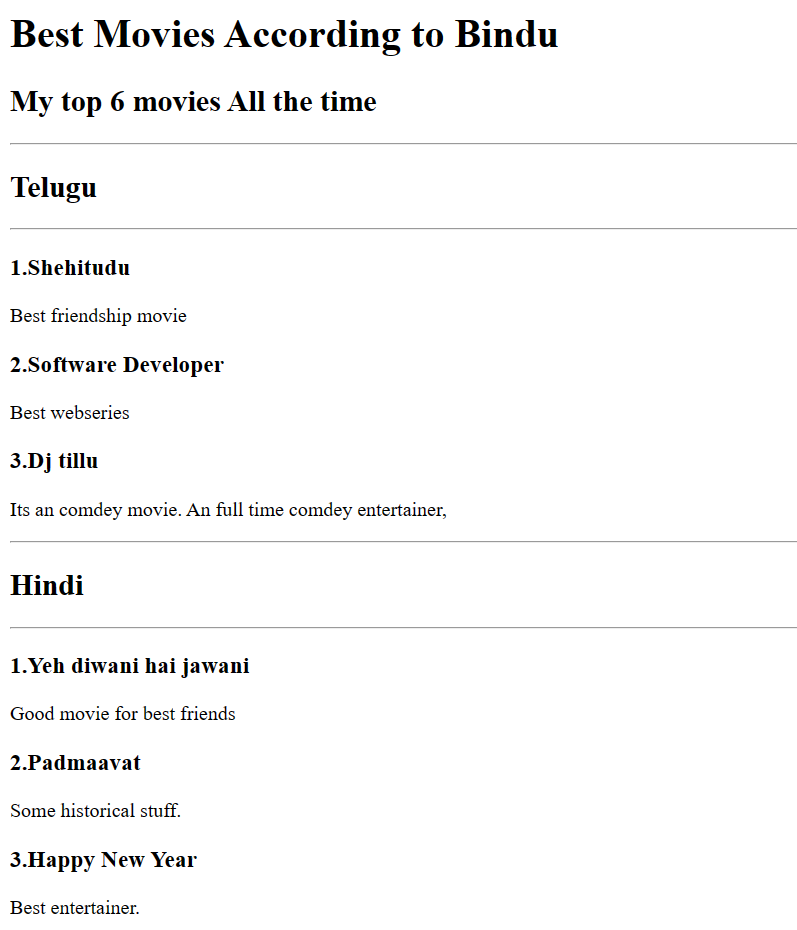 Best Movies According to Bindu
My top 6 movies All the time
Telugu
1.Shehitudu
Best friendship movie
2.Software Developer
Best webseries
3.Dj tillu
Its an comdey movie. An full time comdey entertainer,
Hindi
1.Yeh diwani hai jawani
Good movie for best friends
2.Padmaavat
Some historical stuff.
3.Happy New Year
Best entertainer.